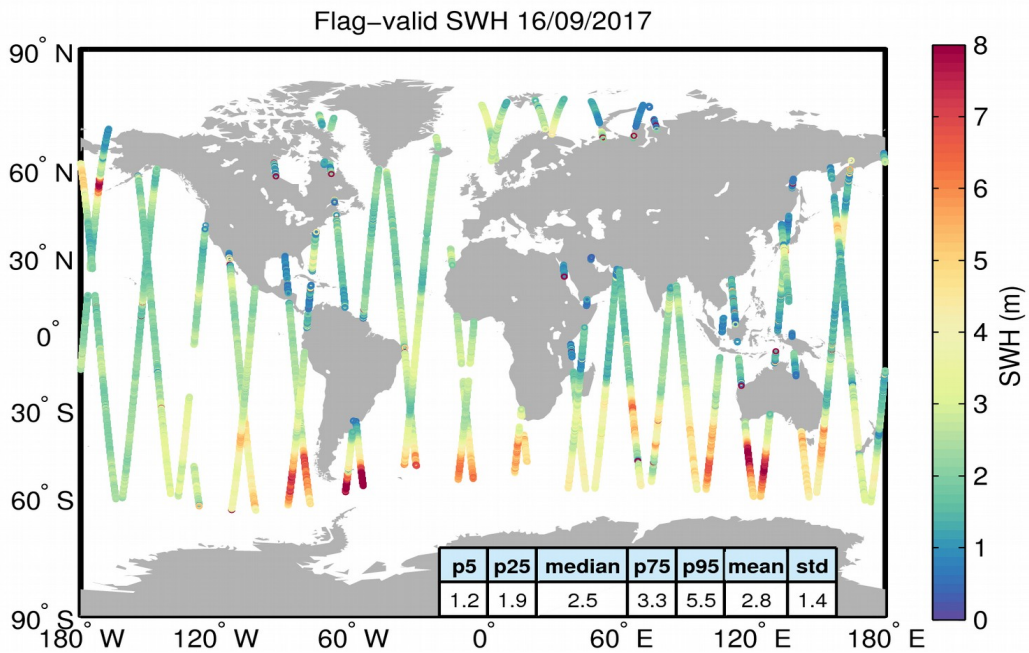 Flag−valid SWH 16/09/2017
90° N
60° N
30° N
0°
30° S
60° S
90° S
180° W 120° W 60° W 0° 60° E 120° E 180° E
p5 p25 median p75 p95 mean std
1.2 1.9 2.5 3.3 5.5 2.8 1.4
8
7
6
5
4
3
2
1
0
SWH (m)